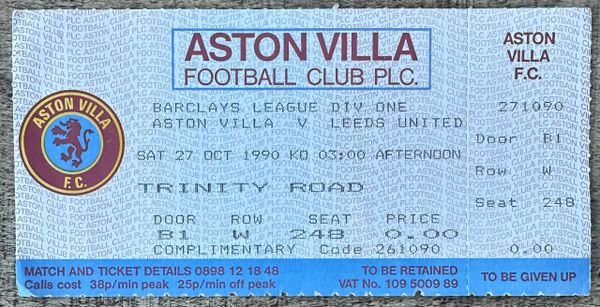 ASTON VILLA
FOOTBALL CLUB PLC.
ASTON VILLA
F.C.
BARCLAYS LEAGUE DIV ONE
ASTON VILLA V LEEDS UNITED
SAT 27 OCT 1990 KO 03:00 AFTERNOON
TRINITY ROAD
DOOR ROW SEAT PRICE
B1 W 248 0.00
COMPLIMENTARY Code 261090
MATCH AND TICKET DETAILS 0898 12 18 48
Calls cost 38p/min peak 25p/min off peak
TO BE RETAINED
VAT No. 109 5009 89
ASTON
VILLA
F.C.
271090
Door B1
Row W
Seat 248
0.00
TO BE GIVEN UP